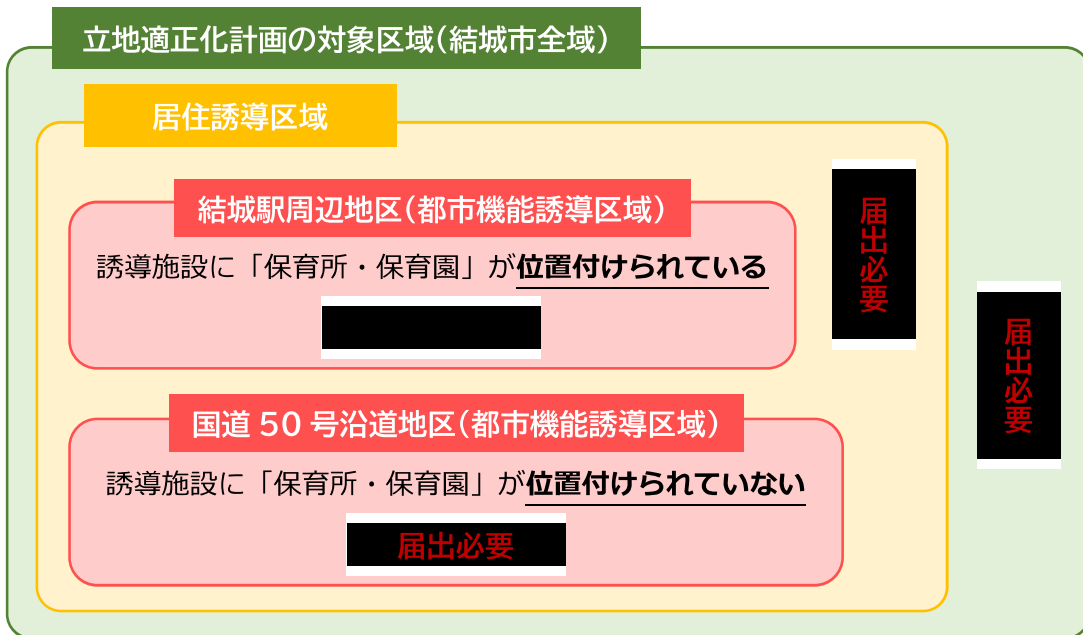 立地適正化計画の対象区域(結城市全域)
居住誘導区域
結城駅周辺地区(都市機能誘導区域)
誘導施設に「保育所・保育園」が位置付けられている
届出必要
届出必要
国道50号沿道地区(都市機能誘導区域)
誘導施設に「保育所・保育園」が位置付けられていない
届出必要